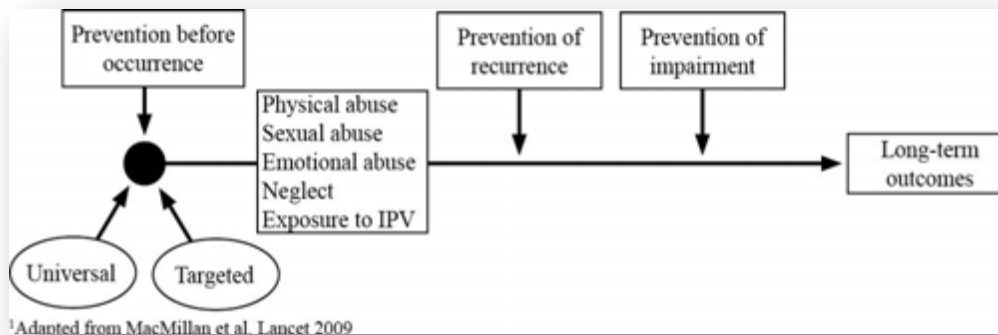 Prevention before
occurrence
Prevention of
recurrence
Prevention of
impairment
Physical abuse
Sexual abuse
Emotional abuse
Neglect
Exposure to IPV
Long-term
outcomes
Universal
Targeted
¹Adapted from MacMillan et al. Lancet 2009